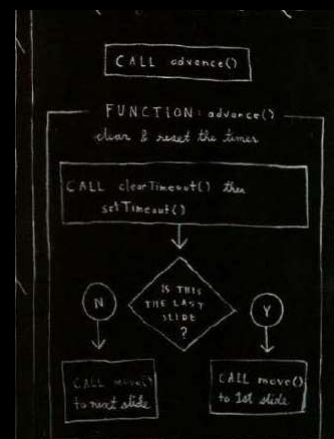 CALL advance()
FUNCTION: advance()
clear & reset the timer
CALL clearTimeout() then
setTimeout()
IS THIS
THE LAST
SLIDE
?
N
Y
CALL move()
to next slide
CALL move()
to 1st slide